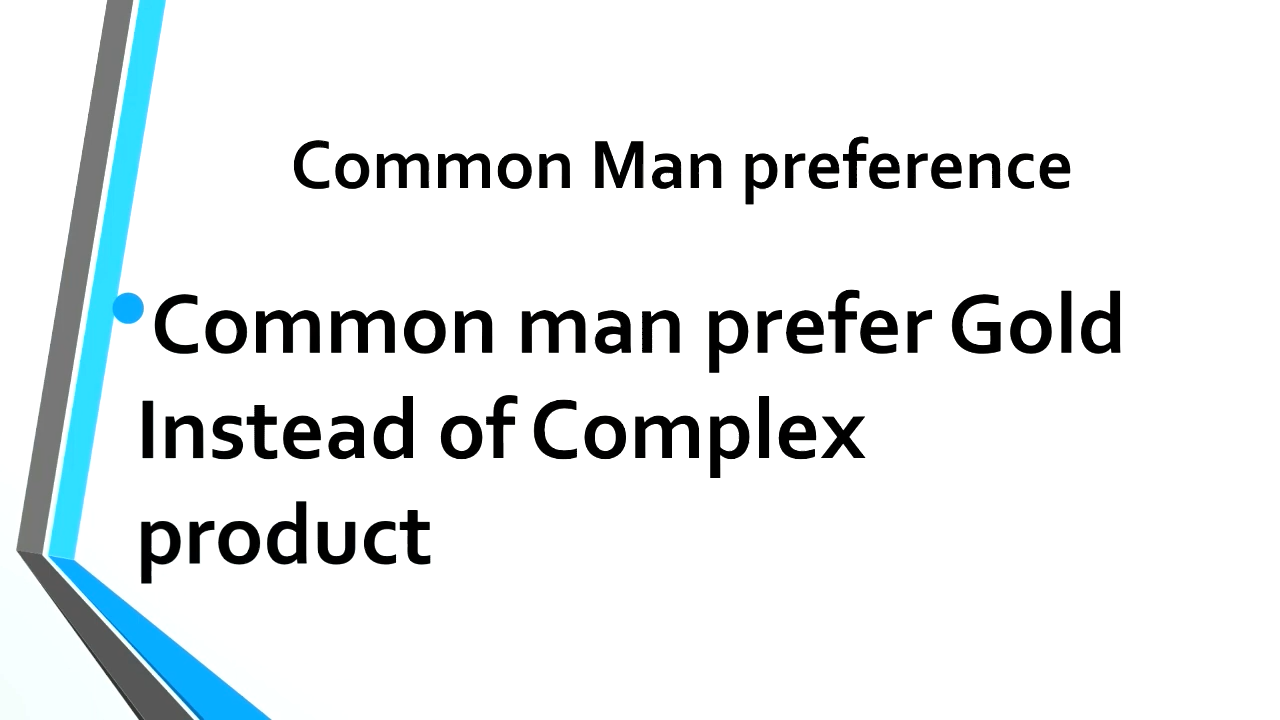 Common Man preference
•Common man prefer Gold
Instead of Complex
product